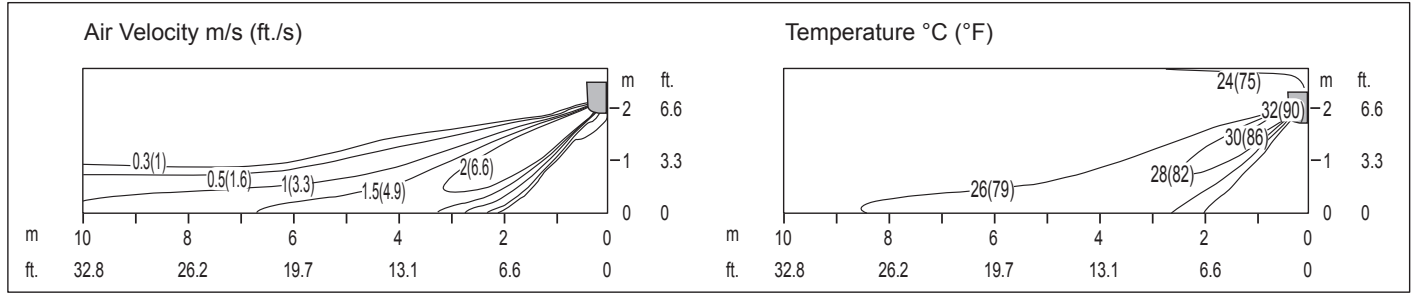 Air Velocity m/s (ft./s)
0.3(1)
0.5(1.6)
1(3.3)
1.5(4.9)
2(6.6)
m ft.
2 6.6
1 3.3
0 0
m 10 8 6 4 2 0
ft. 32.8 26.2 19.7 13.1 6.6 0
Temperature °C (°F)
24(75)
32(90)
30(86)
28(82)
26(79)
m ft.
2 6.6
1 3.3
0 0
m 10 8 6 4 2 0
ft. 32.8 26.2 19.7 13.1 6.6 0